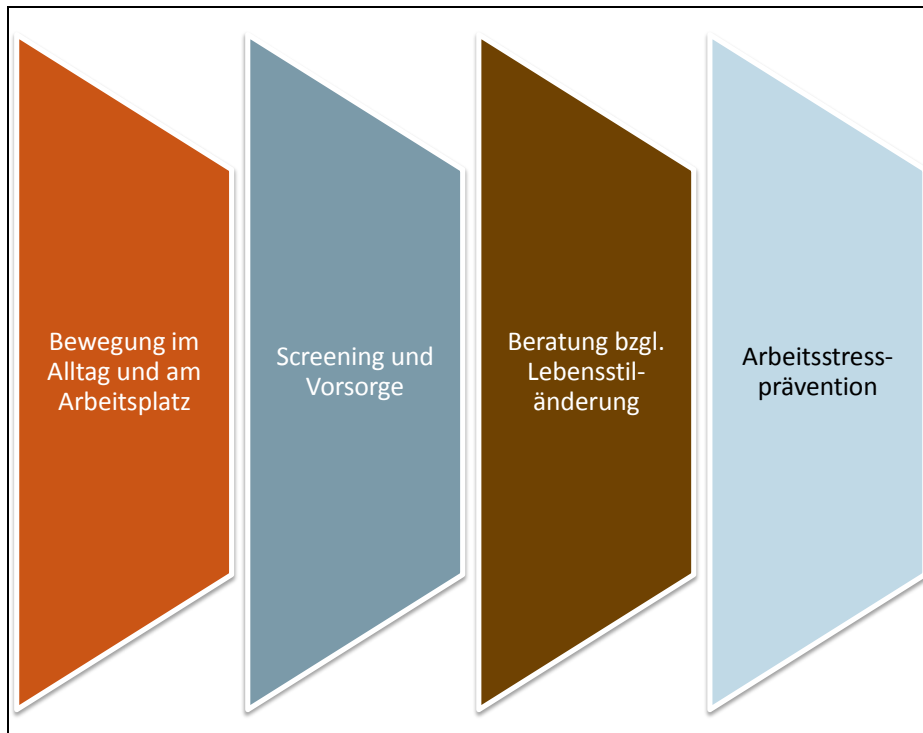 Bewegung im
Alltag und am
Arbeitsplatz
Screening und
Vorsorge
Beratung bzgl.
Lebensstil-
änderung
Arbeitsstress-
prävention